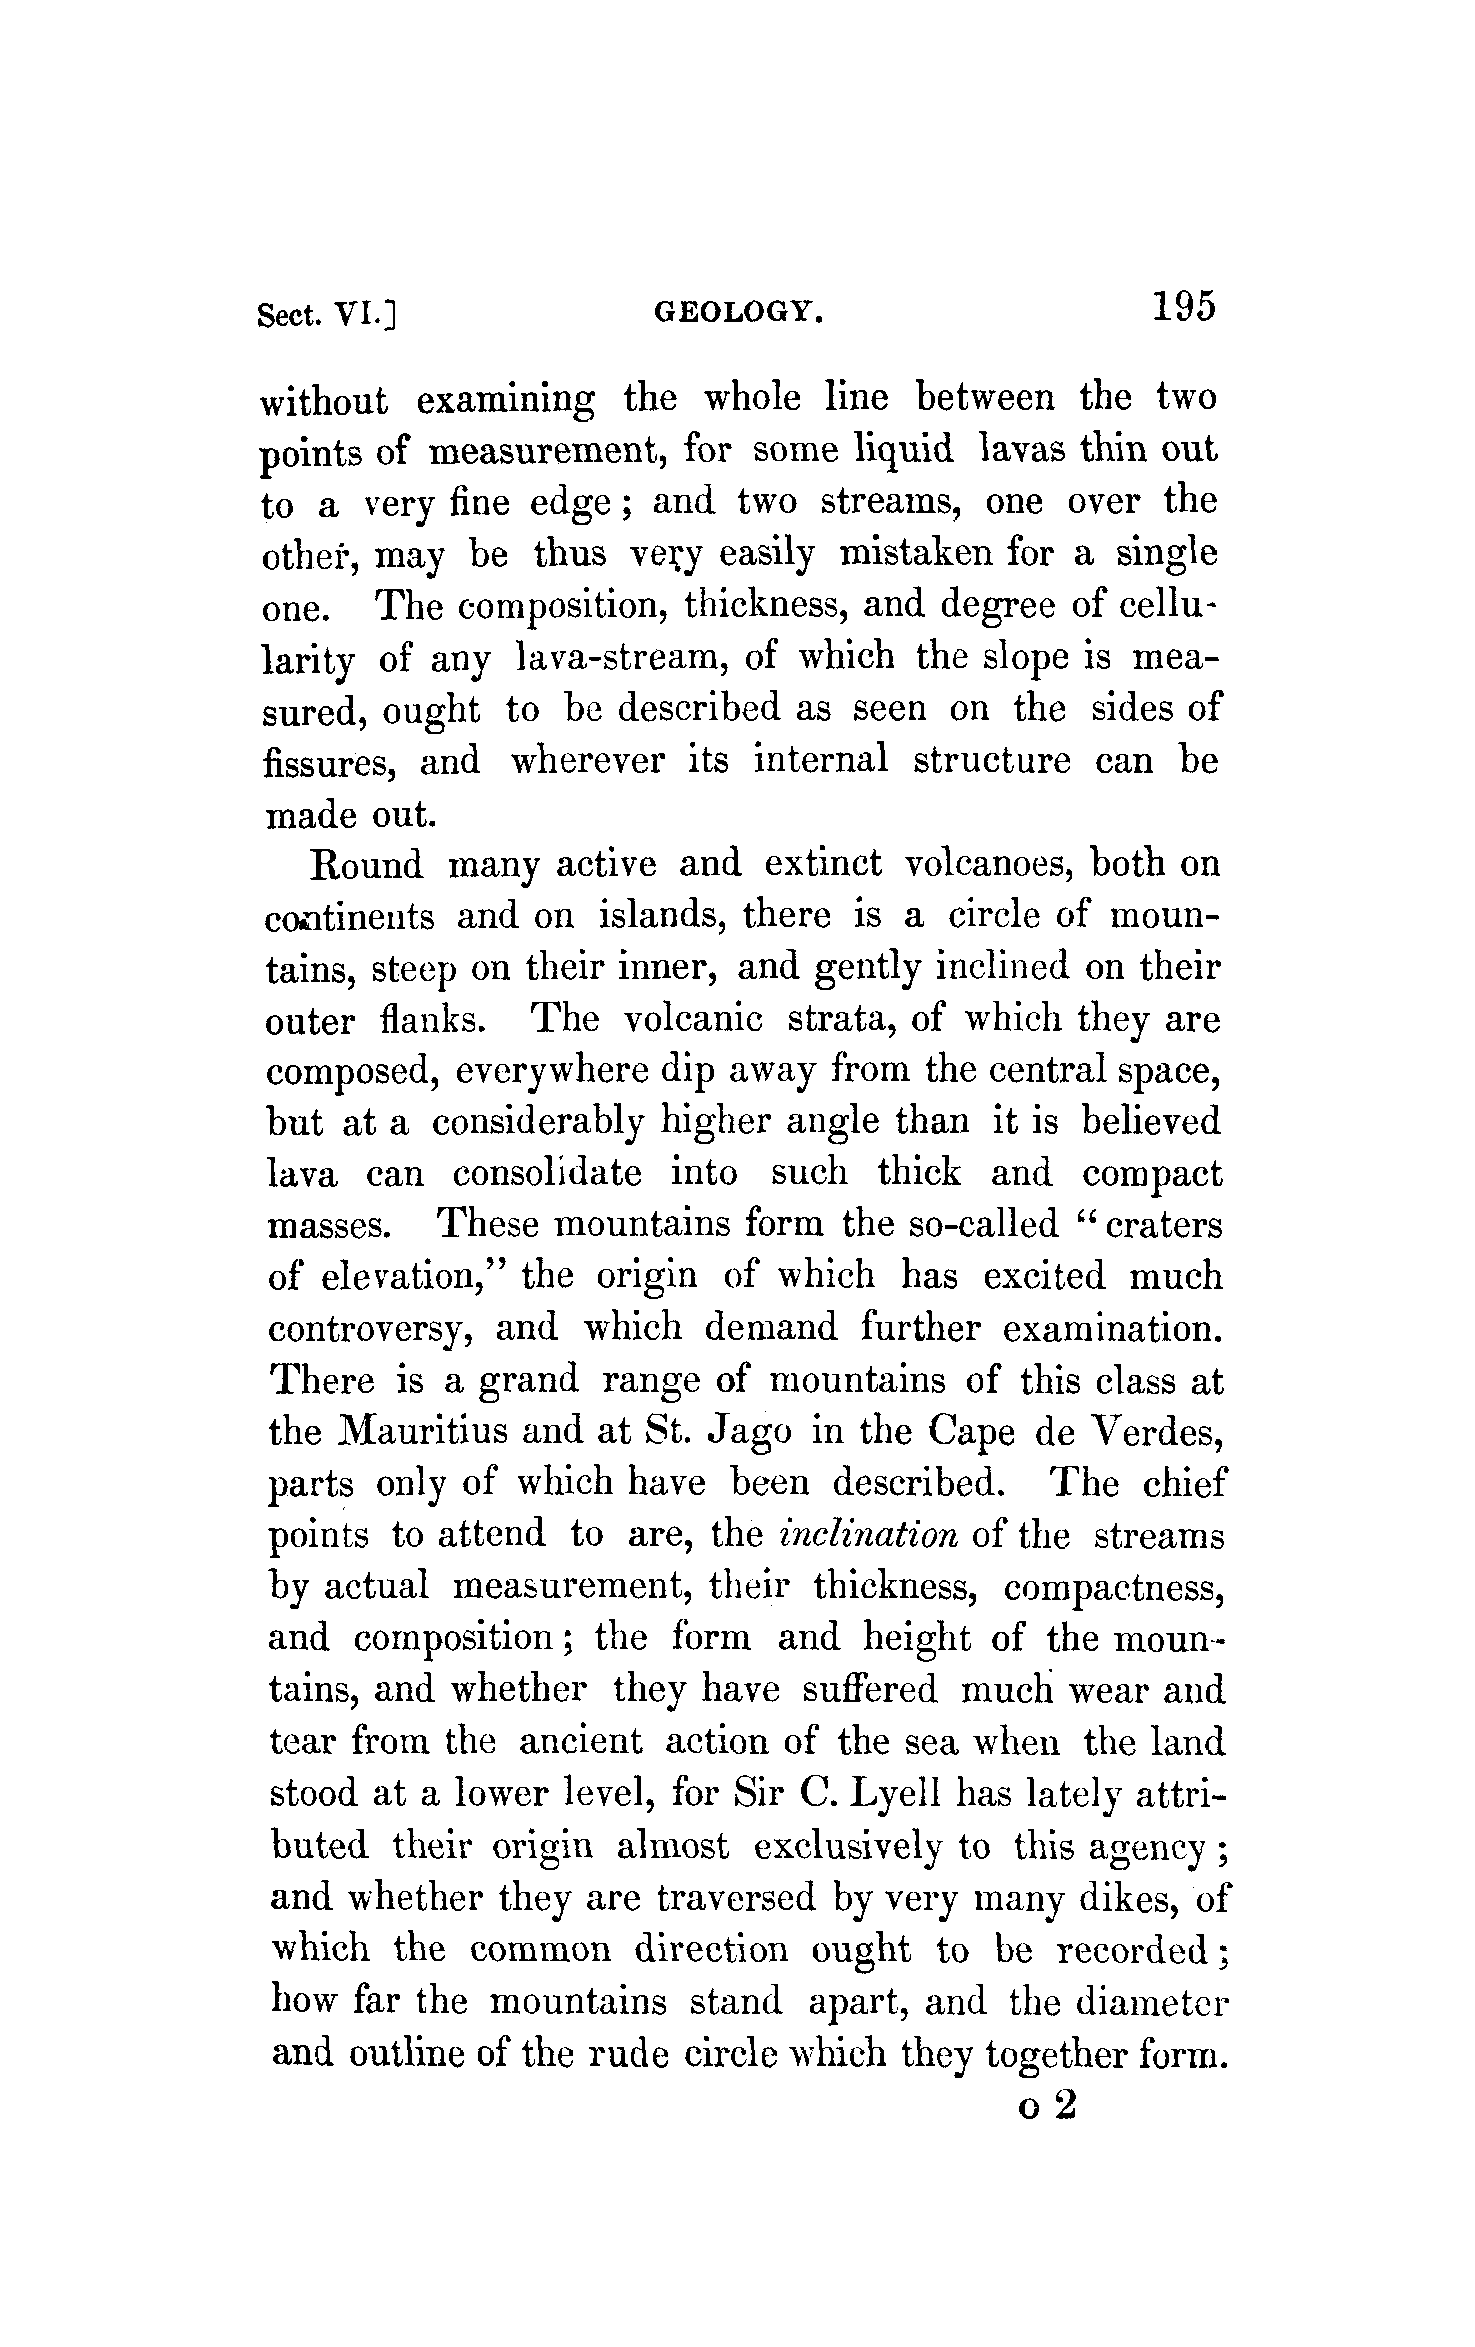 Sect. VI.] GEOLOGY. 195
without examining the whole line between the two
points of measurement, for some liquid lavas thin out
to a very fine edge ; and two streams, one over the
other, may be thus very easily mistaken for a single
one. The composition, thickness, and degree of cellu-
larity of any lava-stream, of which the slope is mea-
sured, ought to be described as seen on the sides of
fissures, and wherever its internal structure can be
made out.
Round many active and extinct volcanoes, both on
continents and on islands, there is a circle of moun-
tains, steep on their inner, and gently inclined on their
outer flanks. The volcanic strata, of which they are
composed, everywhere dip away from the central space,
but at a considerably higher angle than it is believed
lava can consolidate into such thick and compact
masses. These mountains form the so-called “ craters
of elevation,” the origin of which has excited much
controversy, and which demand further examination.
There is a grand range of mountains of this class at
the Mauritius and at St. Jago in the Cape de Verdes,
parts only of which have been described. The chief
points to attend to are, the inclination of the streams
by actual measurement, their thickness, compactness,
and composition ; the form and height of the moun-
tains, and whether they have suffered much wear and
tear from the ancient action of the sea when the land
stood at a lower level, for Sir C. Lyell has lately attri-
buted their origin almost exclusively to this agency ;
and whether they are traversed by very many dikes, of
which the common direction ought to be recorded ;
how far the mountains stand apart, and the diameter
and outline of the rude circle which they together form.
o 2